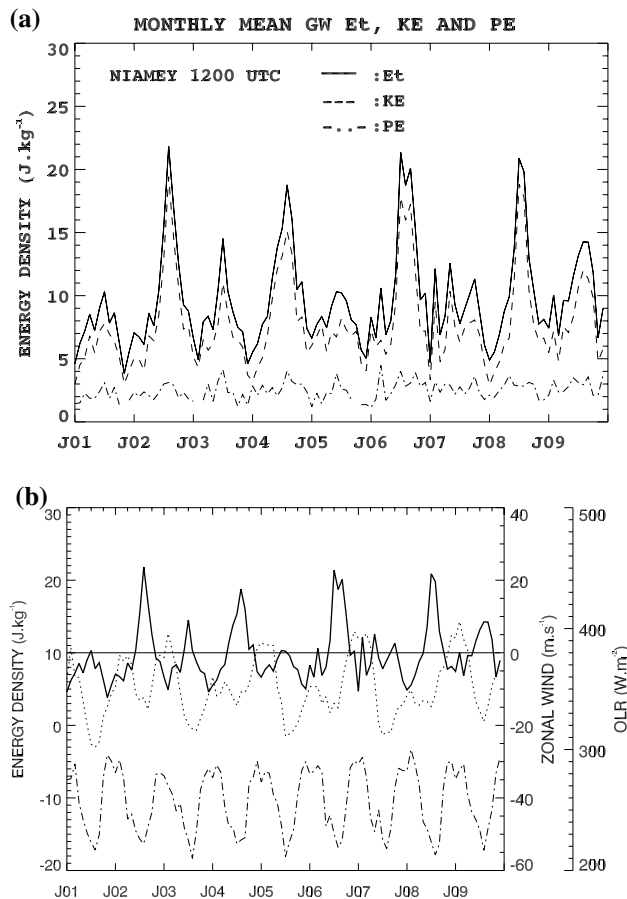 (a)
MONTHLY MEAN GW Et, KE AND PE
NIAMEY 1200 UTC
:Et
:KE
:PE
ENERGY DENSITY (J.kg-1)
30
25
20
15
10
5
0
J01 J02 J03 J04 J05 J06 J07 J08 J09
(b)
ENERGY DENSITY (J.kg-1)
30
20
10
0
-10
-20
40
20
0
-20
-40
-60
ZONAL WIND (m.s-1)
500
400
300
200
OLR (W.m-2)
J01 J02 J03 J04 J05 J06 J07 J08 J09